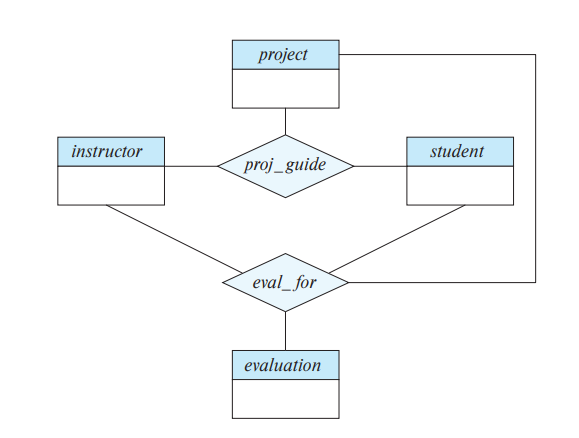 project
instructor
proj_guide
student
eval_for
evaluation